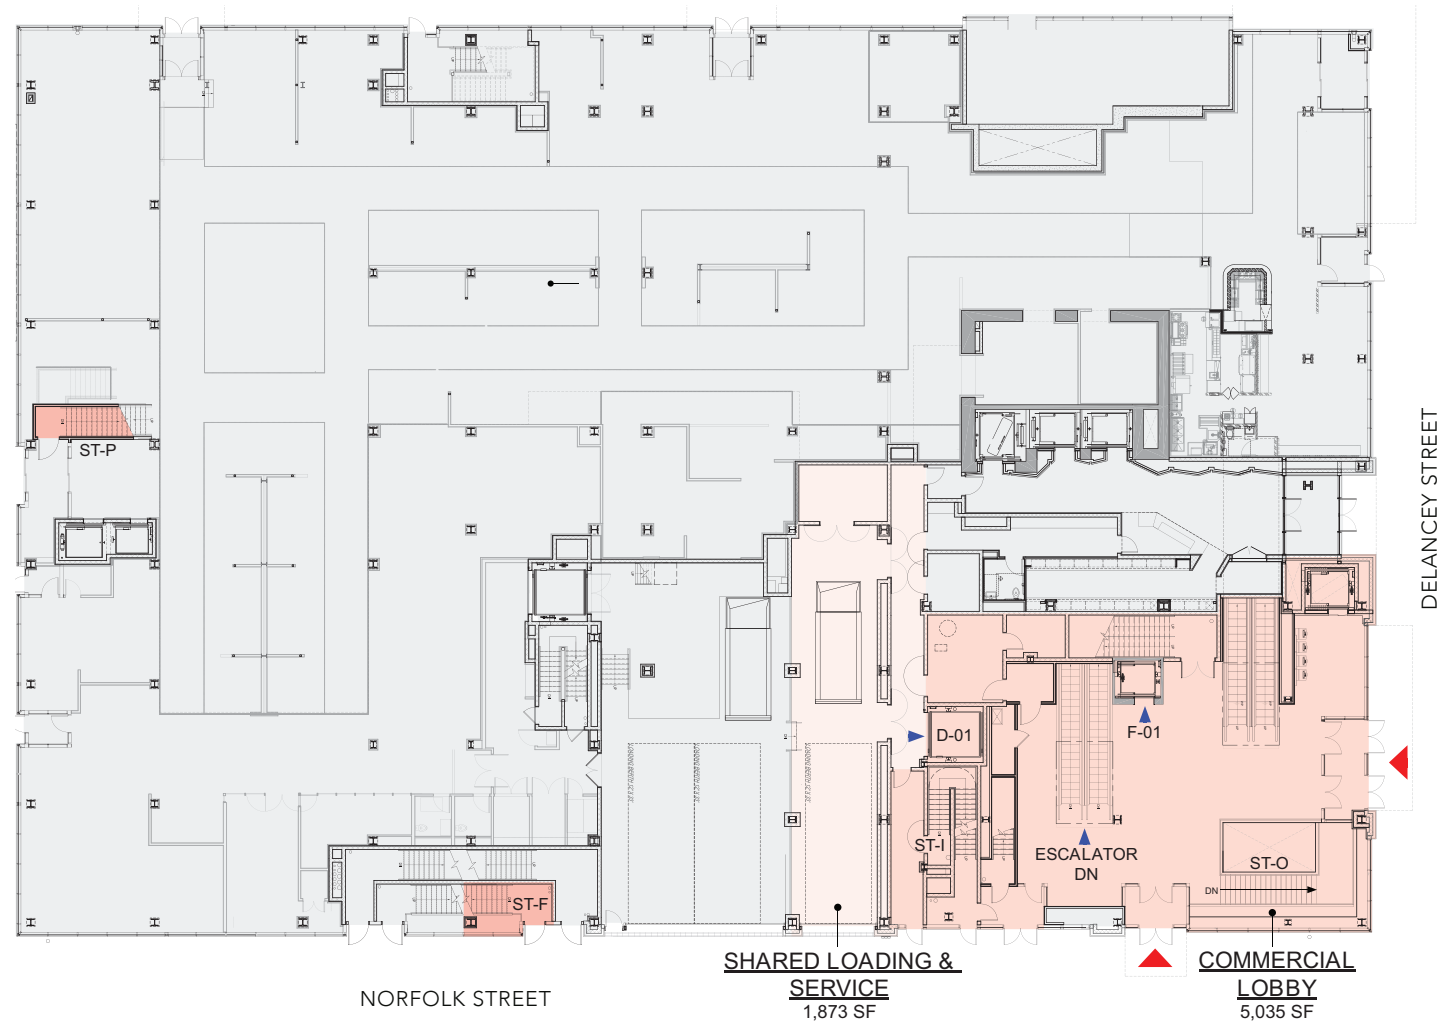 ST-P
DELANCEY STREET
D-01
F-01
ST-I
ESCALATOR
DN
ST-O
DN
ST-F
SHARED LOADING &
SERVICE
1,873 SF
COMMERCIAL
LOBBY
5,035 SF
NORFOLK STREET